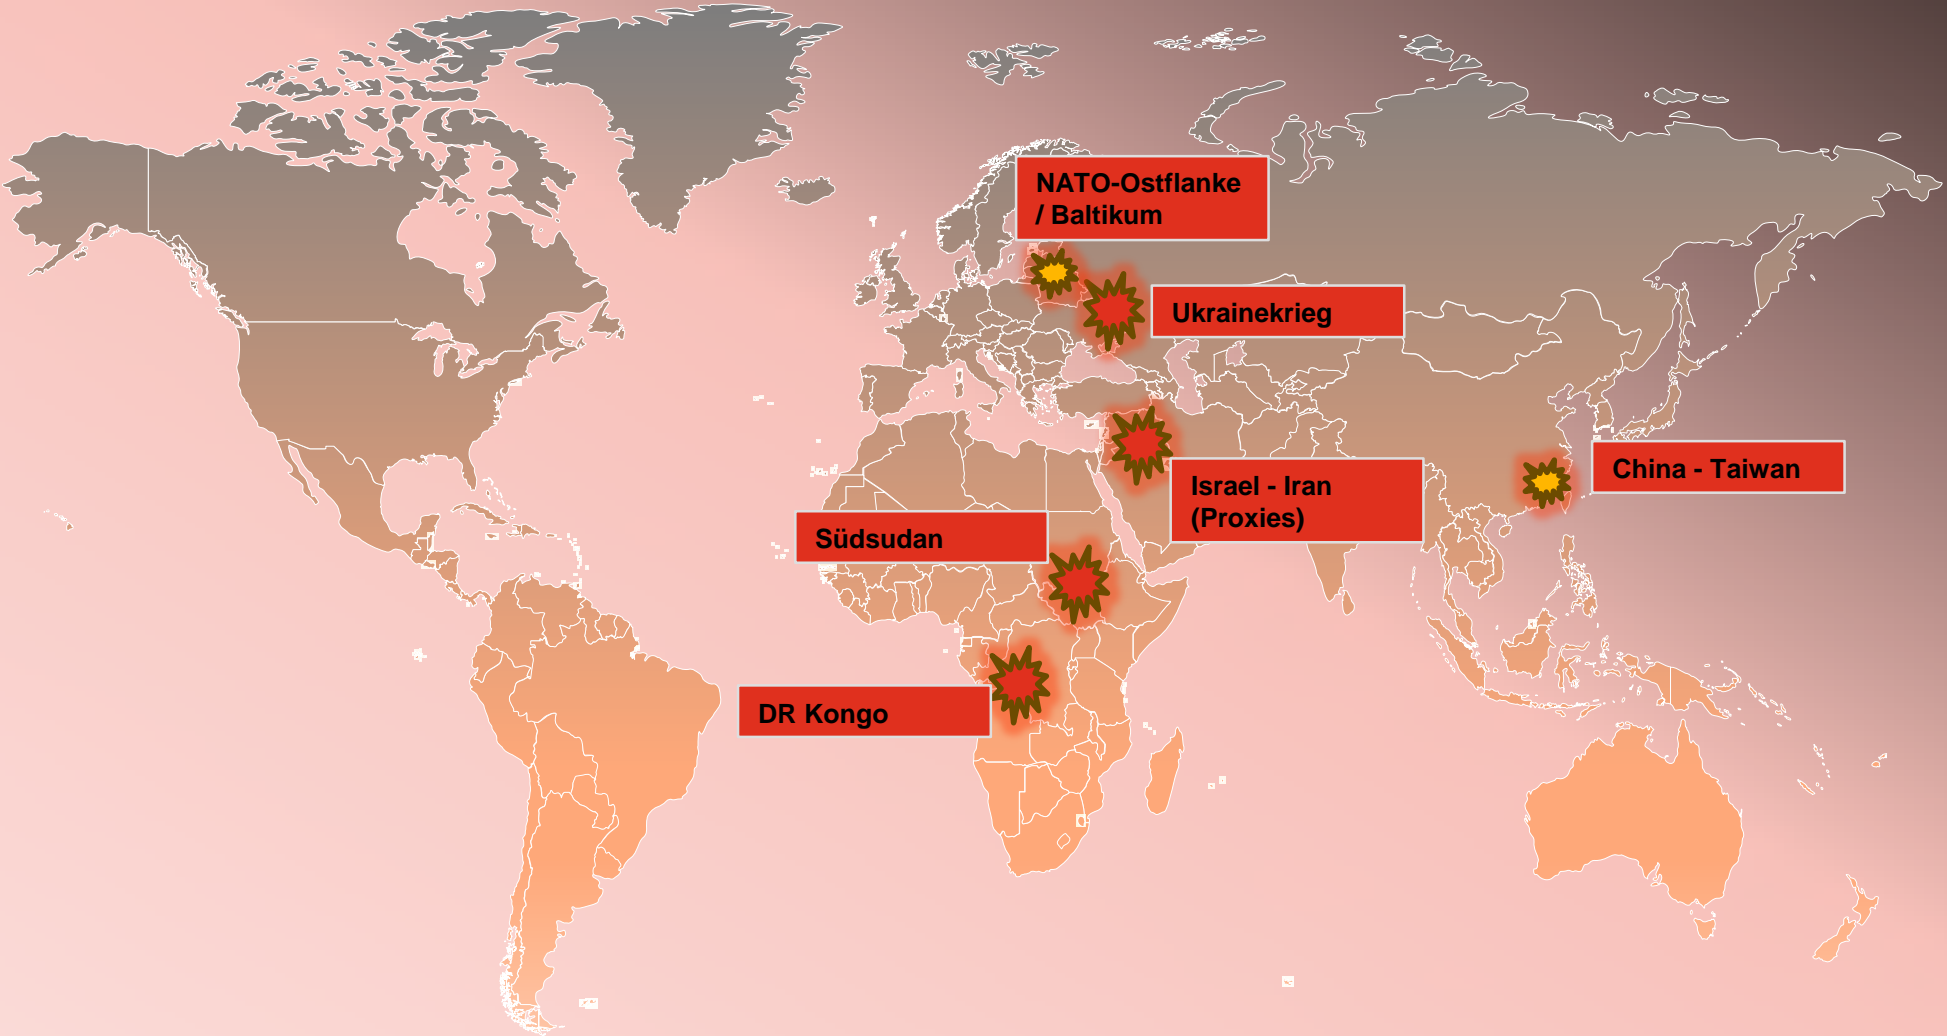 NATO-Ostflanke
/ Baltikum
Ukrainekrieg
China - Taiwan
Israel - Iran
(Proxies)
Südsudan
DR Kongo